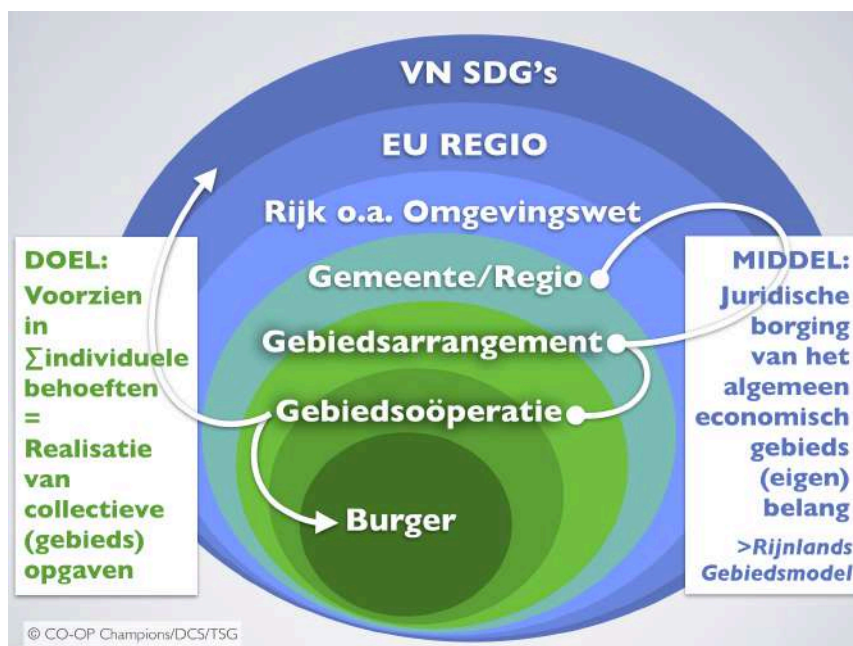 VN SDG's
EU REGIO
Rijk o.a. Omgevingswet
Gemeente/Regio
Gebiedsarrangement
Gebiedsoöperatie
Burger
DOEL:
Voorzien
in
∑individuele
behoeften
=
Realisatie
van
collectieve
(gebieds)
opgaven
MIDDEL:
Juridische
borging
van het
algemeen
economisch
gebieds
(eigen)
belang
>Rijnlands
Gebiedsmodel
© CO-OP Champions/DCS/TSG